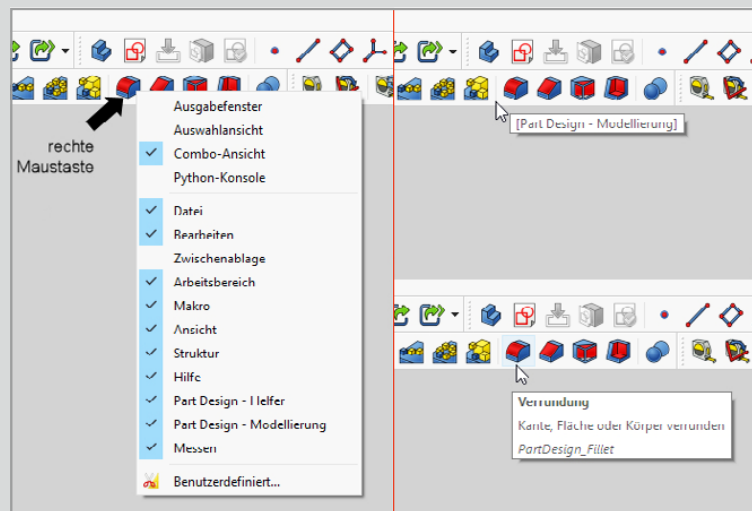 rechte
Maustaste
Ausgabefenster
Auswahlansicht
Combo-Ansicht
Python-Konsole
Datei
Bearbeiten
Zwischenablage
Arbeitsbereich
Makro
Ansicht
Struktur
Hilfe
Part Design - Helfer
Part Design - Modellierung
Messen
Benutzerdefiniert...
[Part Design - Modellierung]
Verrundung
Kante, Fläche oder Körper verrunden
PartDesign_Fillet